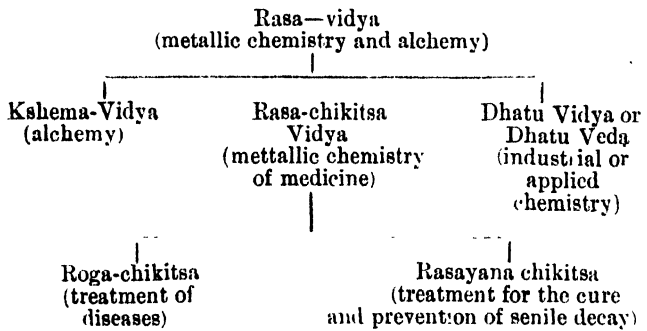 Rasa—vidya
(metallic chemistry and alchemy)
Kshema-Vidya
(alchemy)
Rasa-chikitsa
Vidya
(mettallic chemistry
of medicine)
Dhatu Vidya or
Dhatu Veda
(industrial or
applied
chemistry)
Roga-chikitsa
(treatment of
diseases)
Rasayana chikitsa
(treatment for the cure
and prevention of senile decay)